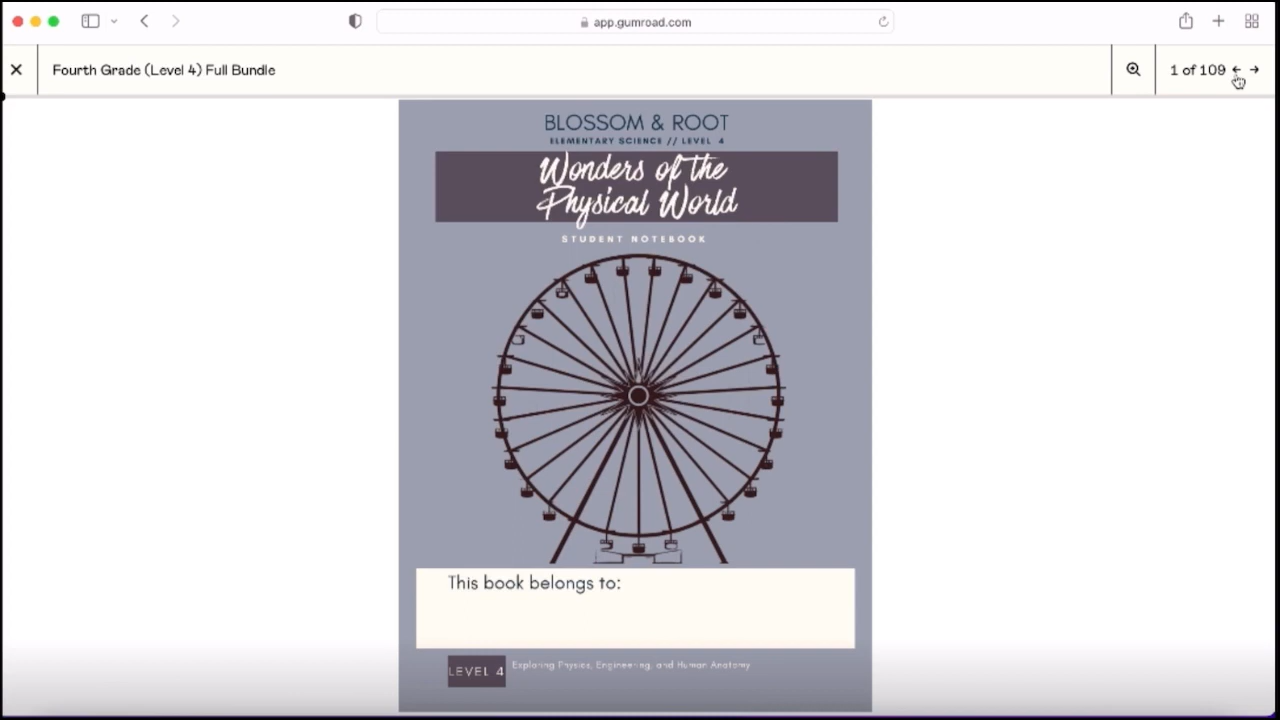 app.gumroad.com
Fourth Grade (Level 4) Full Bundle
1 of 109 ← →
BLOSSOM & ROOT
ELEMENTARY SCIENCE // LEVEL 4
Wonders of the
Physical World
STUDENT NOTEBOOK
This book belongs to:
LEVEL 4
Exploring Physics, Engineering, and Human Anatomy